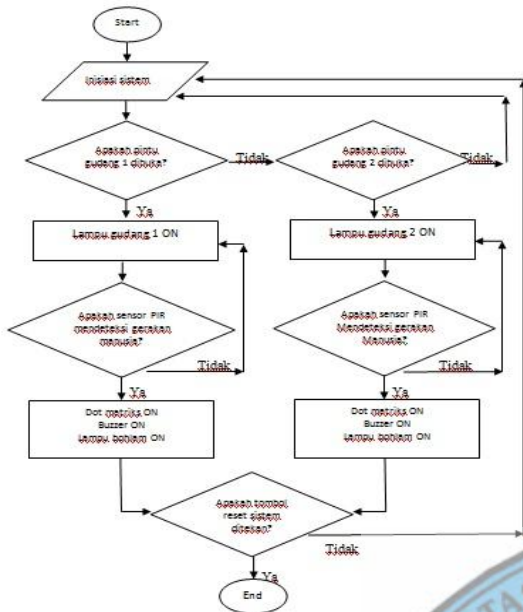 Start
Inisiasi sistem
Apakah pintu
gudang 1 dibuka?
Tidak
Apakah pintu
gudang 2 dibuka?
Tidak
Ya
Ya
Lampu gudang 1 ON
Lampu gudang 2 ON
Apakah sensor PIR
mendeteksi gerakan
manusia?
Tidak
Apakah sensor PIR
Mendeteksi gerakan
Manusia?
Tidak
Ya
Ya
Dot matriks ON
Buzzer ON
Lampu bohlam ON
Dot matriks ON
Buzzer ON
Lampu bohlam ON
Apakah tombol
reset sistem
ditekan?
Tidak
Ya
End